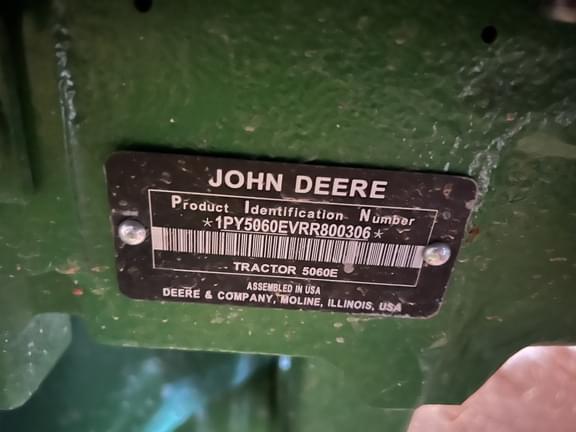 JOHN DEERE
Product Identification Number
*1PY5060EVRR800306*
TRACTOR 5060E
ASSEMBLED IN USA
DEERE & COMPANY, MOLINE, ILLINOIS, USA